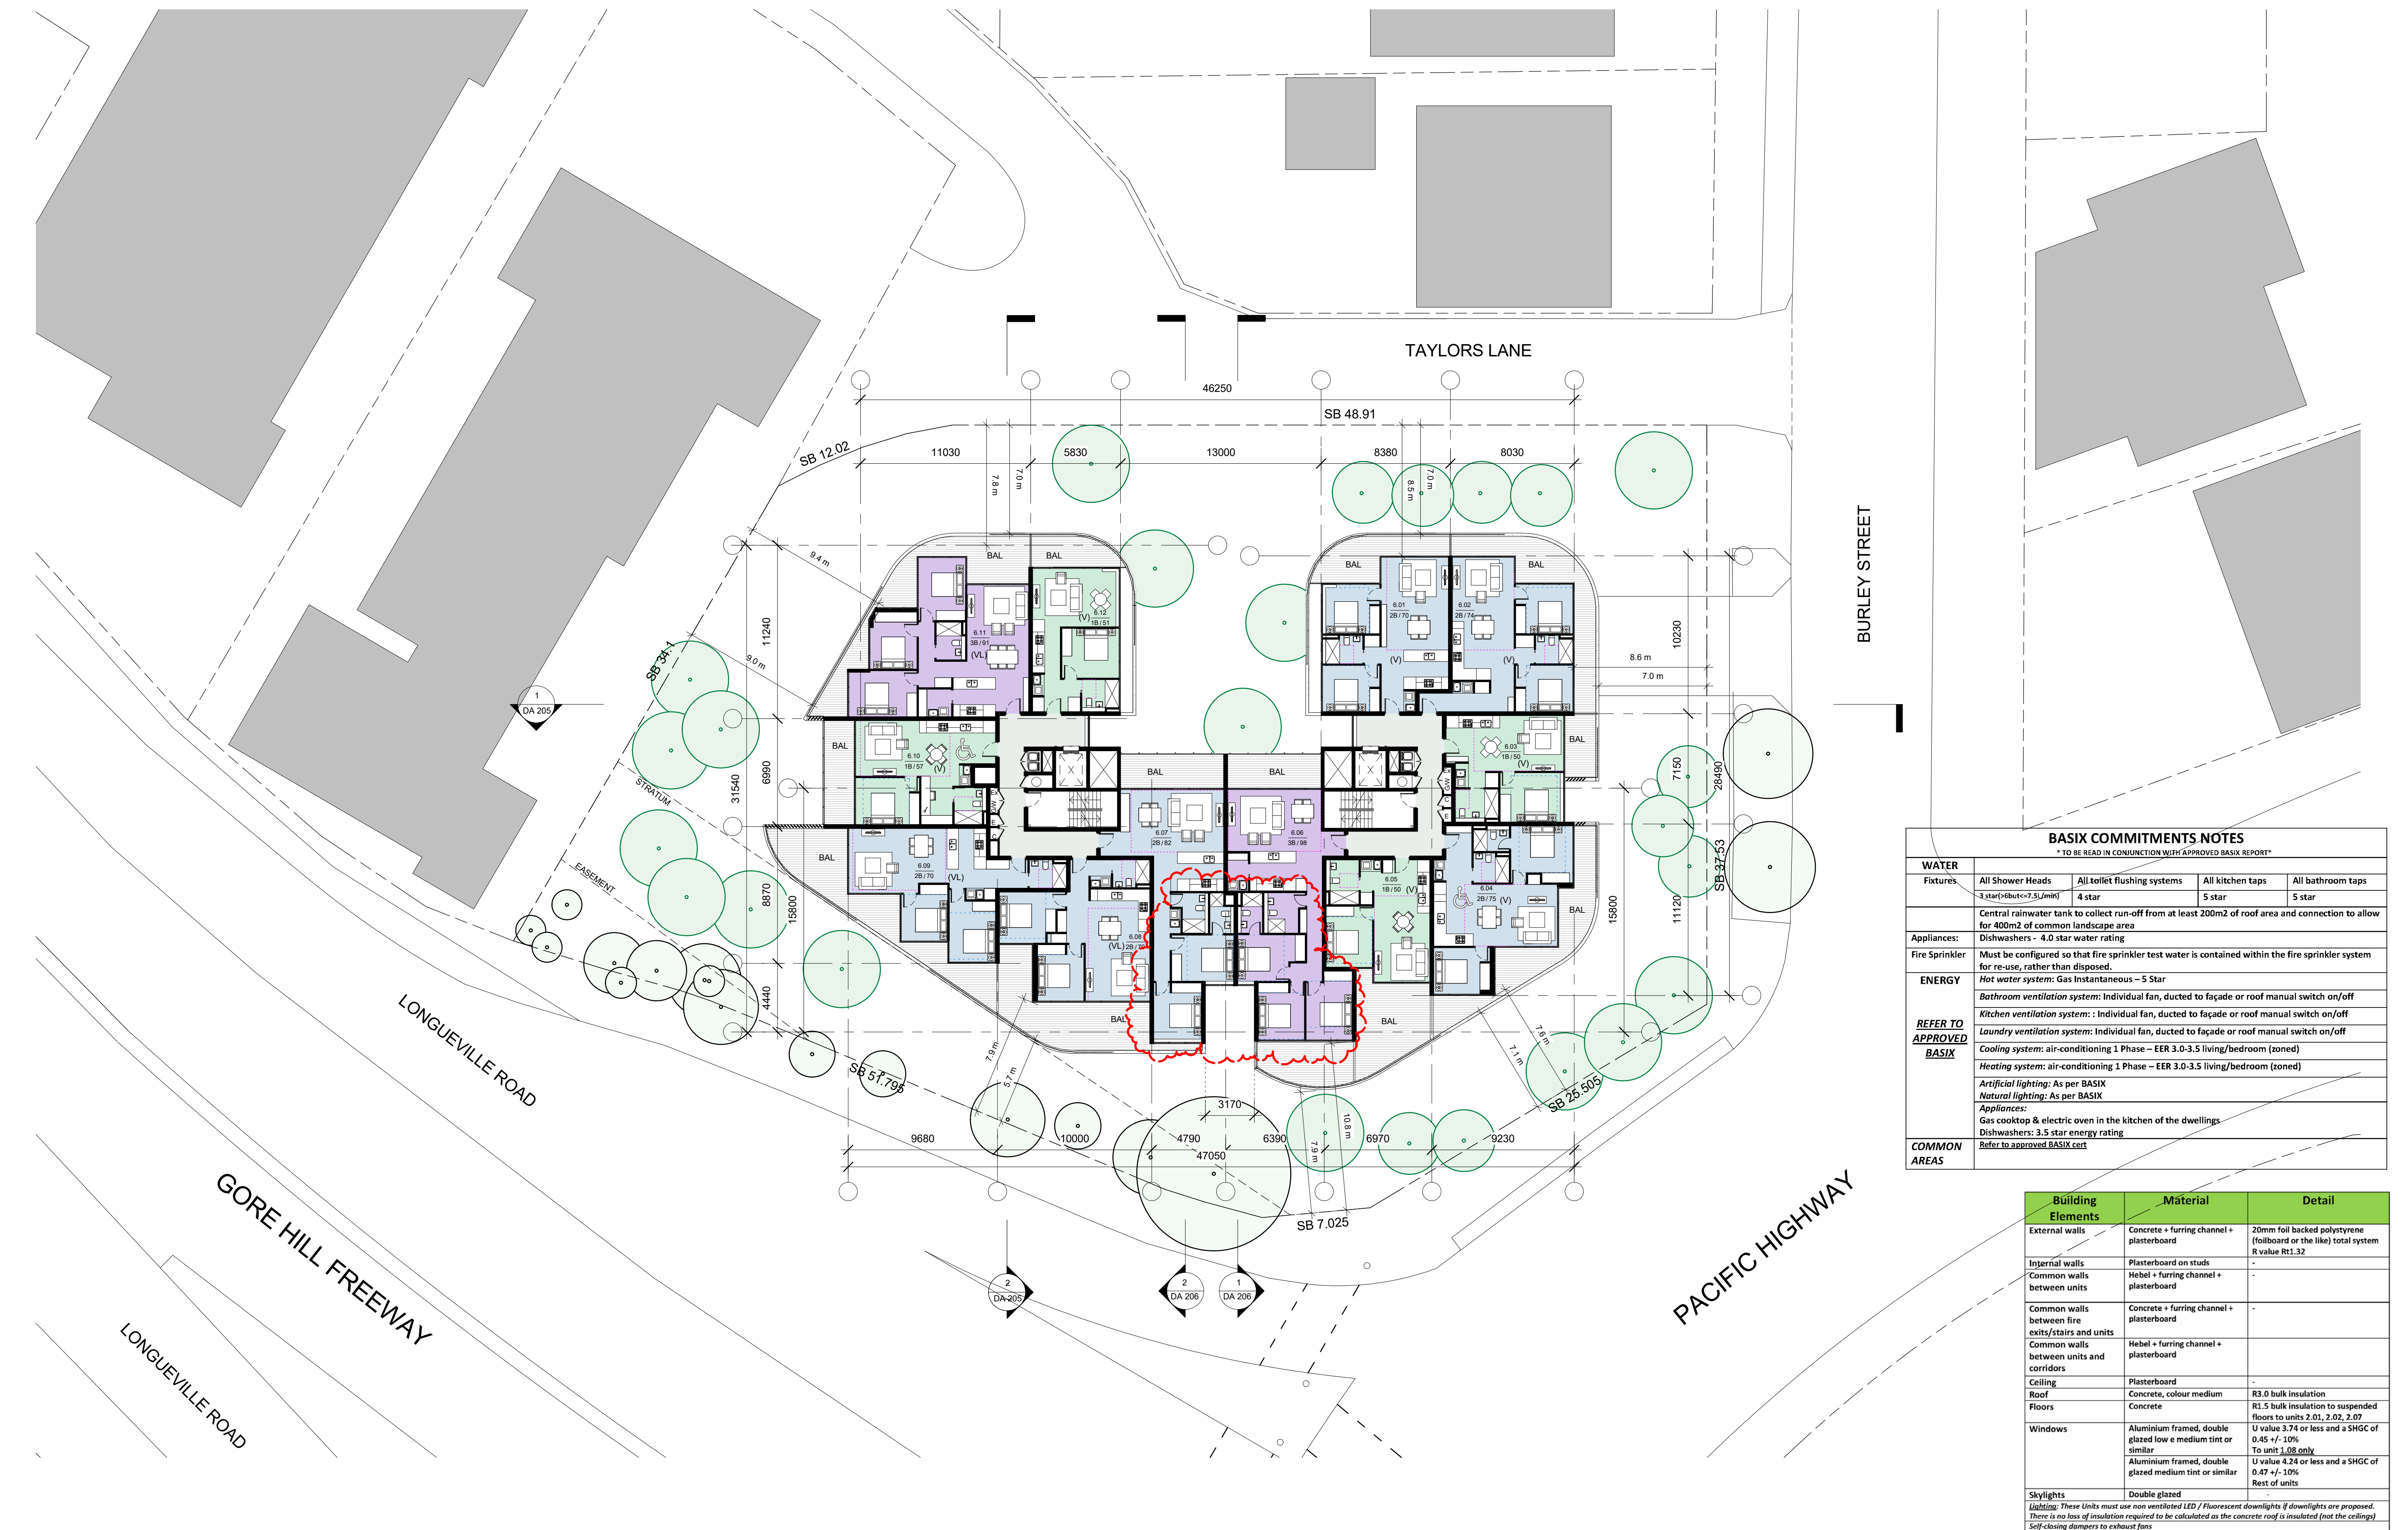 TAYLORS LANE
46250
SB 48.91
SB 12.02
11030
5830
13000
8380
8030
7.8 m
7.0 m
8.5 m
7.0 m
BURLEY STREET
9.4 m
BAL
BAL
BAL
BAL
6.12
(V)
1B / 51
6.11
3B / 91
(VL)
6.01
2B / 70
(V)
6.02
2B / 74
(V)
11240
10230
9.0 m
8.6 m
7.0 m
SB 34.1
1
DA 205
BAL
6.10
1B / 57
(V)
6.03
1B / 50
(V)
BAL
BAL
BAL
6990
31540
7150
28490
STRATUM
G/W
C
E
G/W
C
E
6.07
2B / 82
6.06
3B / 98
BAL
6.09
2B / 70
(VL)
6.05
1B / 50
(V)
6.04
2B / 75
(V)
BAL
SB 37.53
EASEMENT
8870
15800
15800
11120
6.08
(VL)
4440
BAL
BAL
7.9 m
5.7 m
7.6 m
7.1 m
LONGUEVILLE ROAD
SB 51.795
SB 25.505
3170
10.8 m
7.9 m
9680
10000
4790
6390
6970
9230
47050
SB 7.025
GORE HILL FREEWAY
LONGUEVILLE ROAD
PACIFIC HIGHWAY
2
DA 205
2
DA 206
1
DA 206
BASIX COMMITMENTS NOTES
* TO BE READ IN CONJUNCTION WITH APPROVED BASIX REPORT*
WATER
Fixtures
All Shower Heads
All toilet flushing systems
All kitchen taps
All bathroom taps
3 star(>6but<=7.5L/min)
4 star
5 star
5 star
Central rainwater tank to collect run-off from at least 200m2 of roof area and connection to allow
for 400m2 of common landscape area
Appliances:
Dishwashers - 4.0 star water rating
Fire Sprinkler
Must be configured so that fire sprinkler test water is contained within the fire sprinkler system
for re-use, rather than disposed.
ENERGY
Hot water system: Gas Instantaneous – 5 Star
Bathroom ventilation system: Individual fan, ducted to façade or roof manual switch on/off
Kitchen ventilation system: : Individual fan, ducted to façade or roof manual switch on/off
REFER TO
APPROVED
BASIX
Laundry ventilation system: Individual fan, ducted to façade or roof manual switch on/off
Cooling system: air-conditioning 1 Phase – EER 3.0-3.5 living/bedroom (zoned)
Heating system: air-conditioning 1 Phase – EER 3.0-3.5 living/bedroom (zoned)
Artificial lighting: As per BASIX
Natural lighting: As per BASIX
Appliances:
Gas cooktop & electric oven in the kitchen of the dwellings
Dishwashers: 3.5 star energy rating
COMMON
AREAS
Refer to approved BASIX cert
Building
Elements
Material
Detail
External walls
Concrete + furring channel +
plasterboard
20mm foil backed polystyrene
(foilboard or the like) total system
R value Rt1.32
Internal walls
Plasterboard on studs
-
Common walls
between units
Hebel + furring channel +
plasterboard
-
Common walls
between fire
exits/stairs and units
Concrete + furring channel +
plasterboard
-
Common walls
between units and
corridors
Hebel + furring channel +
plasterboard
Ceiling
Plasterboard
-
Roof
Concrete, colour medium
R3.0 bulk insulation
Floors
Concrete
R1.5 bulk insulation to suspended
floors to units 2.01, 2.02, 2.07
Windows
Aluminium framed, double
glazed low e medium tint or
similar
U value 3.74 or less and a SHGC of
0.45 +/- 10%
To unit 1.08 only
Aluminium framed, double
glazed medium tint or similar
U value 4.24 or less and a SHGC of
0.47 +/- 10%
Rest of units
Skylights
Double glazed
-
Lighting: These Units must use non ventilated LED / Fluorescent downlights if downlights are proposed.
There is no loss of insulation required to be calculated as the concrete roof is insulated (not the ceilings)
Self-closing dampers to exhaust fans